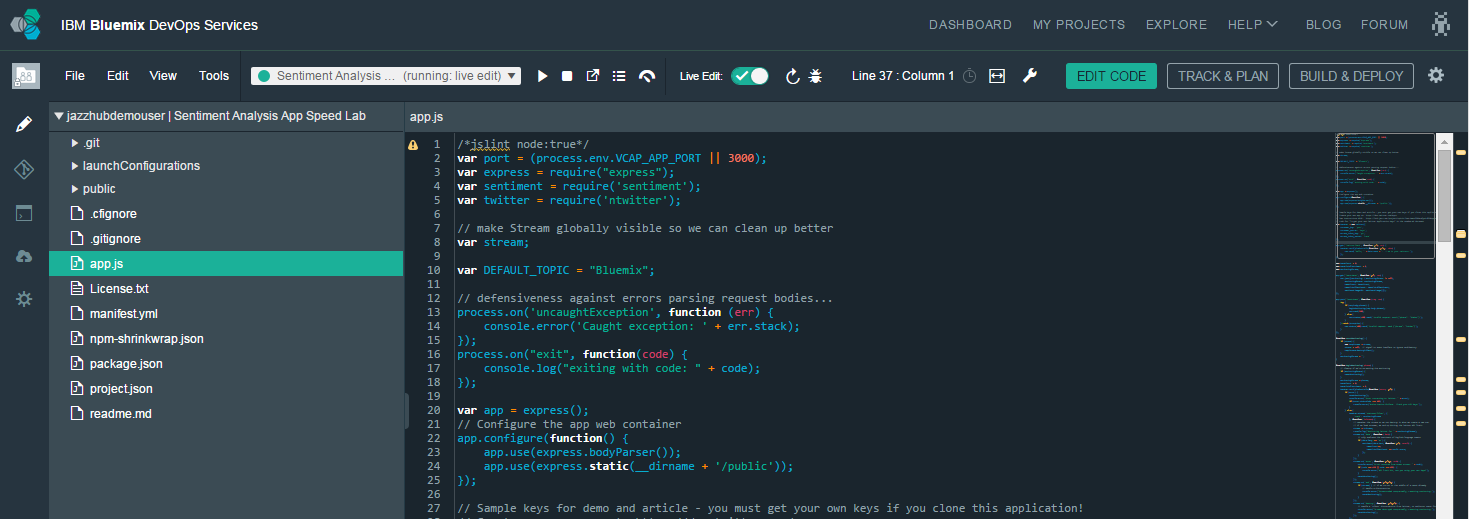 IBM Bluemix DevOps Services
DASHBOARD MY PROJECTS EXPLORE HELP BLOG FORUM
File Edit View Tools
Sentiment Analysis ... (running: live edit)
Live Edit:
Line 37 : Column 1
EDIT CODE
TRACK & PLAN
BUILD & DEPLOY
jazzhubdemouser | Sentiment Analysis App Speed Lab
.git
launchConfigurations
public
.cfignore
.gitignore
app.js
License.txt
manifest.yml
npm-shrinkwrap.json
package.json
project.json
readme.md
app.js
1 /*jslint node:true*/
2 var port = (process.env.VCAP_APP_PORT || 3000);
3 var express = require("express");
4 var sentiment = require('sentiment');
5 var twitter = require('ntwitter');
6
7 // make Stream globally visible so we can clean up better
8 var stream;
9
10 var DEFAULT_TOPIC = "Bluemix";
11
12 // defensiveness against errors parsing request bodies...
13 process.on('uncaughtException', function (err) {
14     console.error('Caught exception: ' + err.stack);
15 });
16 process.on("exit", function(code) {
17     console.log("exiting with code: " + code);
18 });
19
20 var app = express();
21 // Configure the app web container
22 app.configure(function() {
23     app.use(express.bodyParser());
24     app.use(express.static(__dirname + '/public'));
25 });
26
27 // Sample keys for demo and article - you must get your own keys if you clone this application!